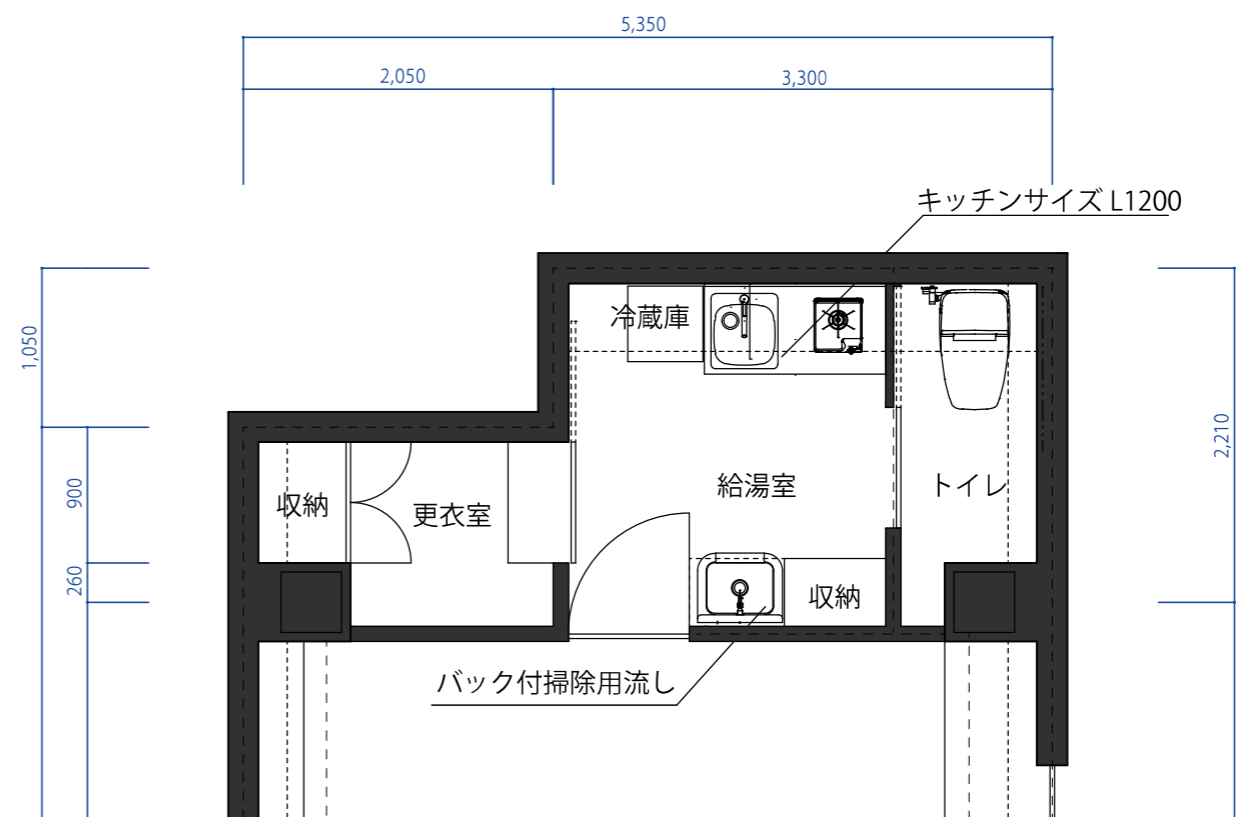 5,350
2,050
3,300
キッチンサイズ L1200
1,050
冷蔵庫
2,210
900
収納
更衣室
給湯室
トイレ
260
収納
バック付掃除用流し